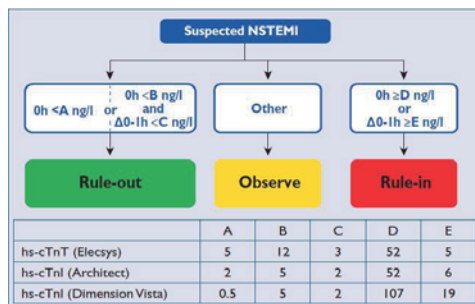 Suspected NSTEMI
0h <A ng/l or
0h <B ng/l
and
Δ0-1h <C ng/l
Other
0h ≥D ng/l
or
Δ0-1h ≥E ng/l
Rule-out
Observe
Rule-in
A B C D E
hs-cTnT (Elecsys) 5 12 3 52 5
hs-cTnI (Architect) 2 5 2 52 6
hs-cTnI (Dimension Vista) 0.5 5 2 107 19